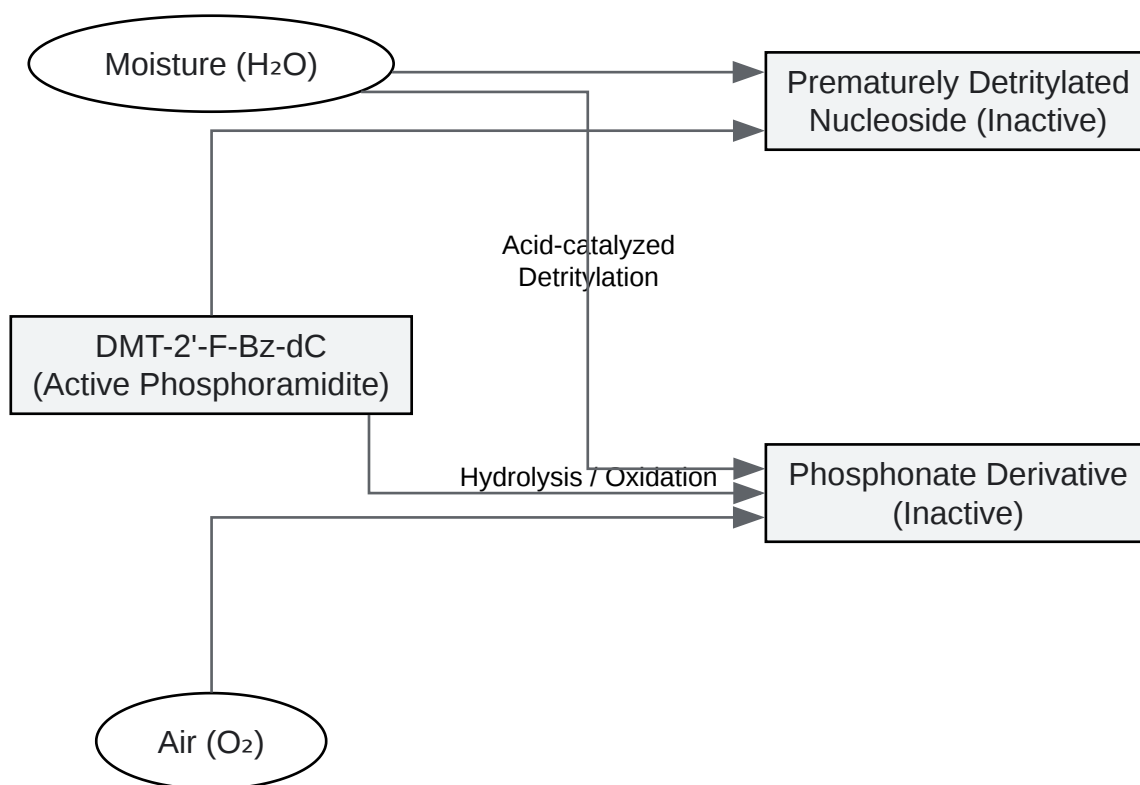 Moisture (H₂O)
Prematurely Detritylated
Nucleoside (Inactive)
Acid-catalyzed
Detritylation
DMT-2'-F-Bz-dC
(Active Phosphoramidite)
Hydrolysis / Oxidation
Phosphonate Derivative
(Inactive)
Air (O₂)